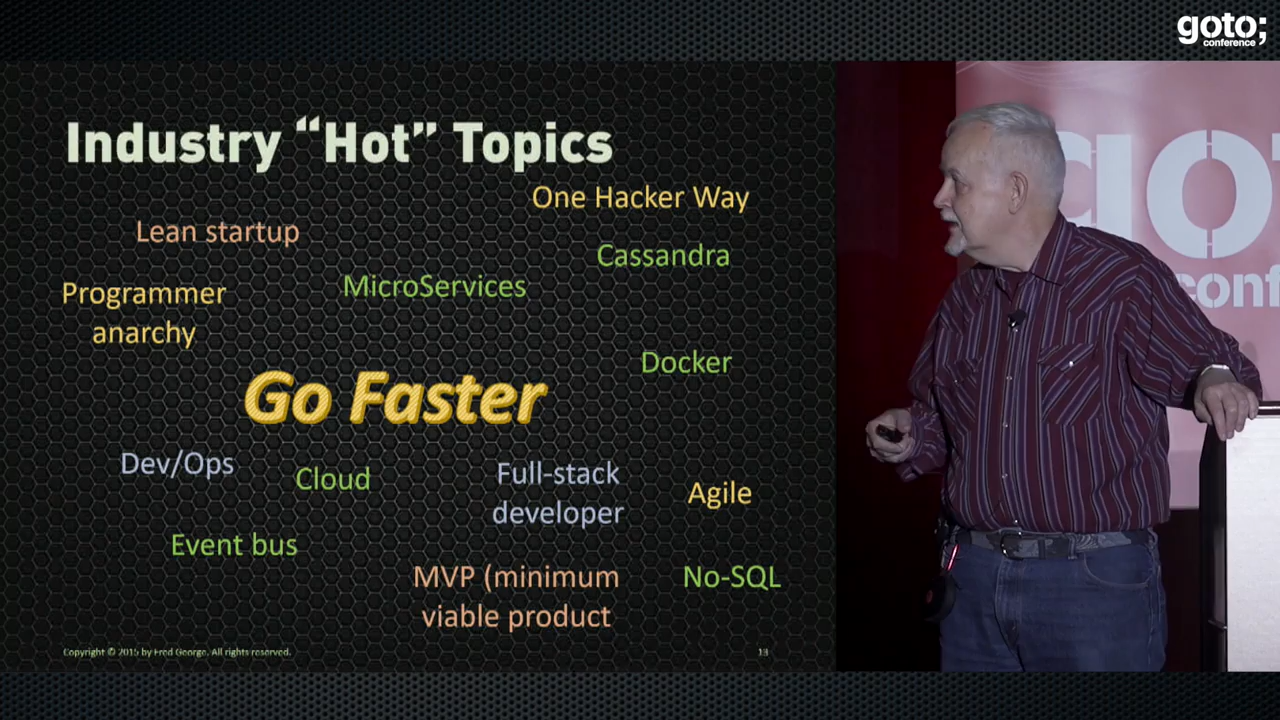 goto;
conference
Industry “Hot” Topics
One Hacker Way
Lean startup
Cassandra
MicroServices
Programmer
anarchy
Docker
Go Faster
Dev/Ops
Cloud
Full-stack
developer
Agile
Event bus
MVP (minimum
viable product
No-SQL
Copyright © 2015 by Fred George. All rights reserved.
13